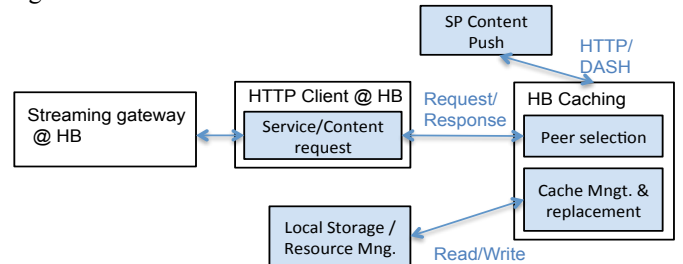 SP Content
Push
HTTP/
DASH
Streaming gateway
@ HB
HTTP Client @ HB
Service/Content
request
Request/
Response
HB Caching
Peer selection
Cache Mngt. &
replacement
Local Storage /
Resource Mng.
Read/Write